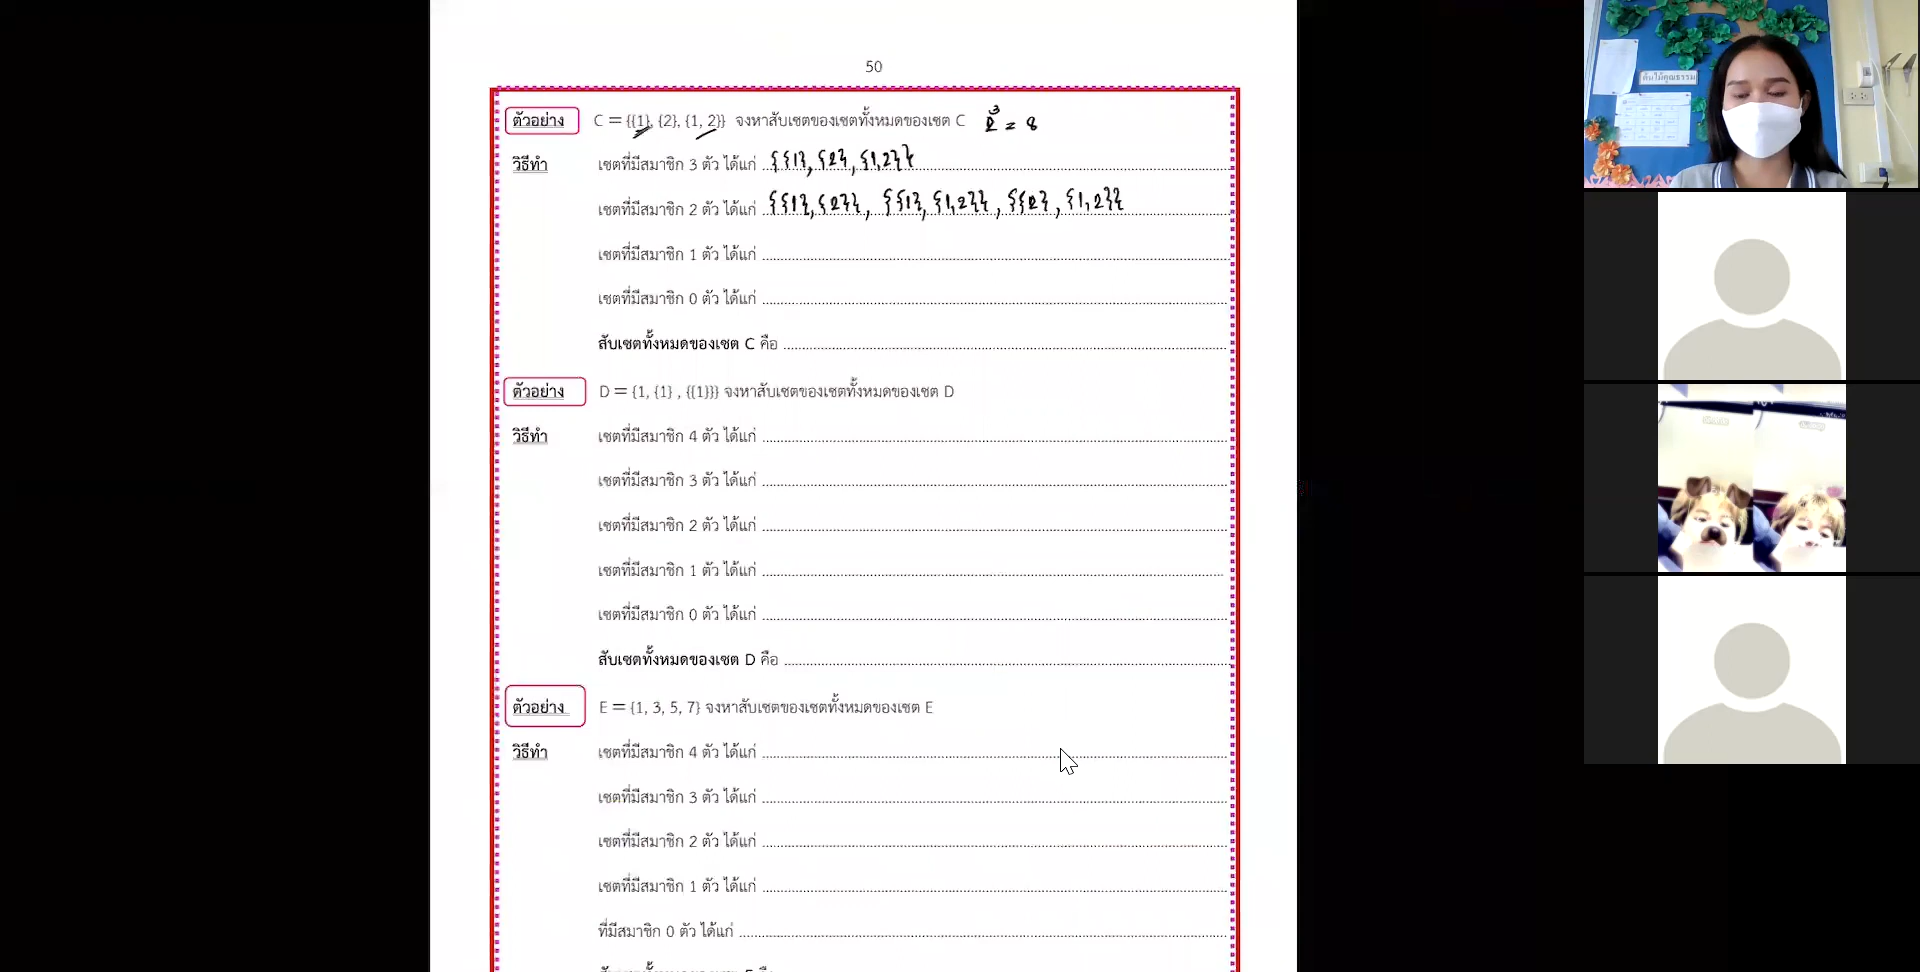 50
ตัวอย่าง C = {{1}, {2}, {1, 2}} จงหาสับเซตของเซตทั้งหมดของเซต C 2³ = 8
วิธีทำ เซตที่มีสมาชิก 3 ตัว ได้แก่ {{1}, {2}, {1,2}}
เซตที่มีสมาชิก 2 ตัว ได้แก่ {{1}, {2}}, {{1}, {1,2}}, {{2}, {1,2}}
เซตที่มีสมาชิก 1 ตัว ได้แก่
เซตที่มีสมาชิก 0 ตัว ได้แก่
สับเซตทั้งหมดของเซต C คือ
ตัวอย่าง D = {1, {1} , {{1}}} จงหาสับเซตของเซตทั้งหมดของเซต D
วิธีทำ เซตที่มีสมาชิก 4 ตัว ได้แก่
เซตที่มีสมาชิก 3 ตัว ได้แก่
เซตที่มีสมาชิก 2 ตัว ได้แก่
เซตที่มีสมาชิก 1 ตัว ได้แก่
เซตที่มีสมาชิก 0 ตัว ได้แก่
สับเซตทั้งหมดของเซต D คือ
ตัวอย่าง E = {1, 3, 5, 7} จงหาสับเซตของเซตทั้งหมดของเซต E
วิธีทำ เซตที่มีสมาชิก 4 ตัว ได้แก่
เซตที่มีสมาชิก 3 ตัว ได้แก่
เซตที่มีสมาชิก 2 ตัว ได้แก่
เซตที่มีสมาชิก 1 ตัว ได้แก่
ที่มีสมาชิก 0 ตัว ได้แก่
ต้นไม้คุณธรรม